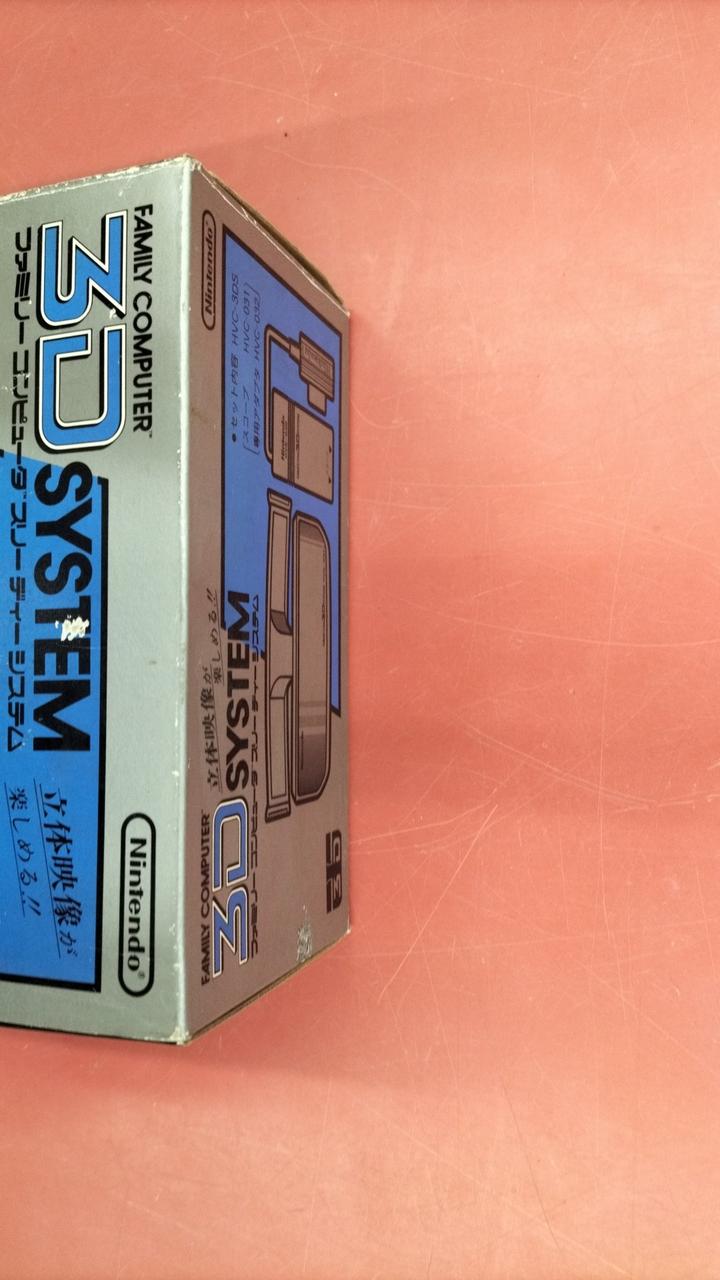 FAMILY COMPUTER™
3D SYSTEM
ファミリー コンピュータ スリーディー システム
立体映像が
楽しめる!!
Nintendo®
Nintendo®
●セット内容 HVC-3DS
スコープ HVC-031
専用アダプタ HVC-032
立体映像が
楽しめる!!
FAMILY COMPUTER™
3D SYSTEM
ファミリー コンピュータ スリーディー システム